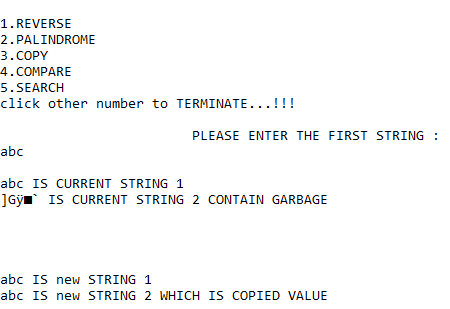 1.REVERSE
2.PALINDROME
3.COPY
4.COMPARE
5.SEARCH
click other number to TERMINATE...!!!
PLEASE ENTER THE FIRST STRING :
abc
abc IS CURRENT STRING 1
]Gÿ■` IS CURRENT STRING 2 CONTAIN GARBAGE
abc IS new STRING 1
abc IS new STRING 2 WHICH IS COPIED VALUE